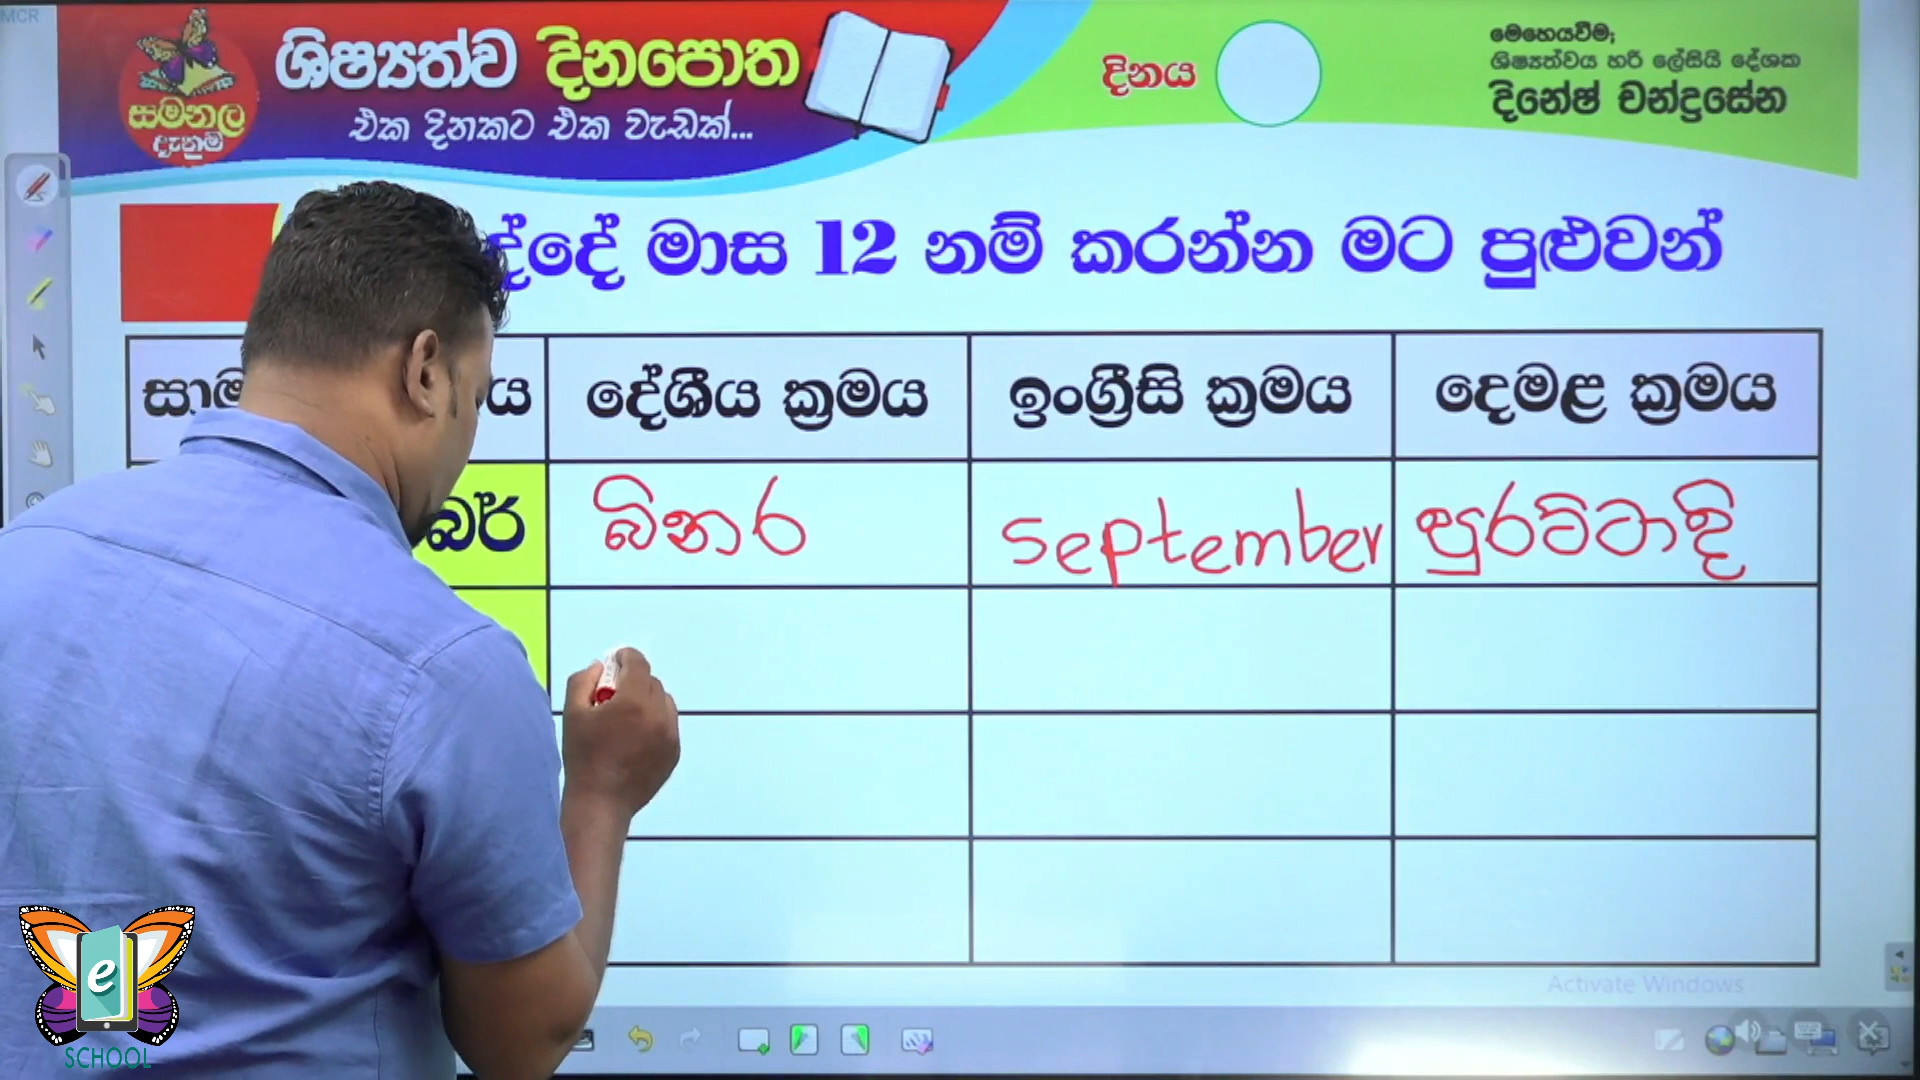 MCR
සමනල
දැනුම
ශිෂ්‍යත්ව දිනපොත
එක දිනකට එක වැඩක්...
දිනය
මෙහෙයවීම;
ශිෂ්‍යත්වය හරි ලේසියි දේශක
දිනේෂ් චන්ද්‍රසේන
මාස 12 නම් කරන්න මට පුළුවන්
දේශීය ක්‍රමය
ඉංග්‍රීසි ක්‍රමය
දෙමළ ක්‍රමය
බිනර
september
පුරට්ටාදි
Activate Windows
e
SCHOOL